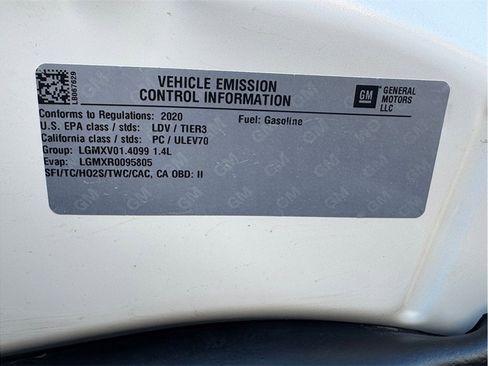 LB067629
VEHICLE EMISSION
CONTROL INFORMATION
GM
GENERAL
MOTORS
LLC
Conforms to Regulations: 2020
Fuel: Gasoline
U.S. EPA class / stds: LDV / TIER3
California class / stds: PC / ULEV70
Group: LGMXV01.4099 1.4L
Evap: LGMXR0095805
SFI/TC/HO2S/TWC/CAC, CA OBD: II